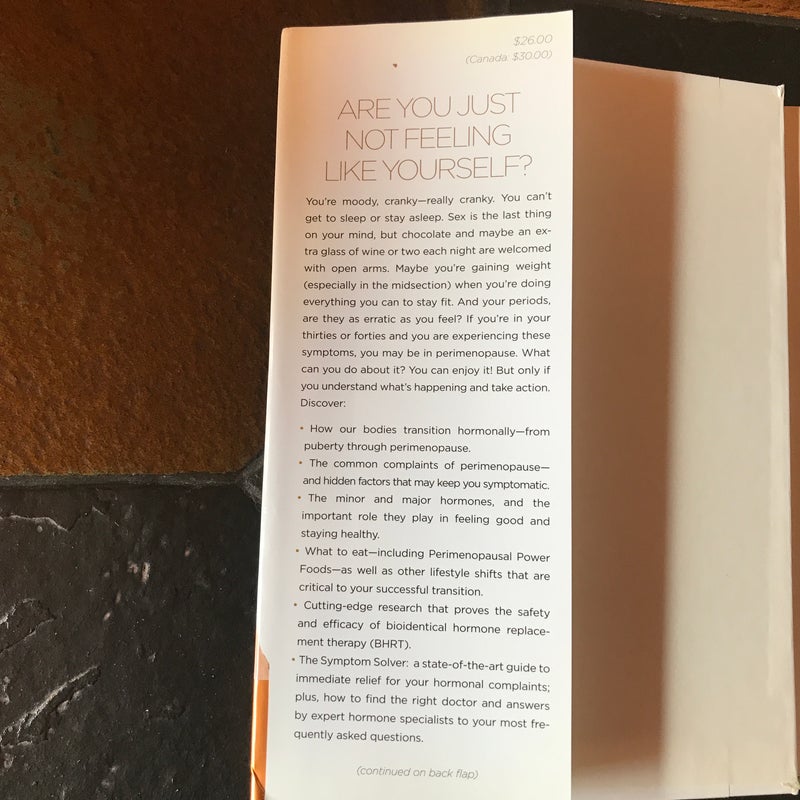 $26.00
(Canada: $30.00)
ARE YOU JUST
NOT FEELING
LIKE YOURSELF?
You're moody, cranky—really cranky. You can't
get to sleep or stay asleep. Sex is the last thing
on your mind, but chocolate and maybe an ex-
tra glass of wine or two each night are welcomed
with open arms. Maybe you're gaining weight
(especially in the midsection) when you're doing
everything you can to stay fit. And your periods,
are they as erratic as you feel? If you're in your
thirties or forties and you are experiencing these
symptoms, you may be in perimenopause. What
can you do about it? You can enjoy it! But only if
you understand what's happening and take action.
Discover:
• How our bodies transition hormonally—from
puberty through perimenopause.
• The common complaints of perimenopause—
and hidden factors that may keep you symptomatic.
• The minor and major hormones, and the
important role they play in feeling good and
staying healthy.
• What to eat—including Perimenopausal Power
Foods—as well as other lifestyle shifts that are
critical to your successful transition.
• Cutting-edge research that proves the safety
and efficacy of bioidentical hormone replace-
ment therapy (BHRT).
• The Symptom Solver: a state-of-the-art guide to
immediate relief for your hormonal complaints;
plus, how to find the right doctor and answers
by expert hormone specialists to your most fre-
quently asked questions.
(continued on back flap)